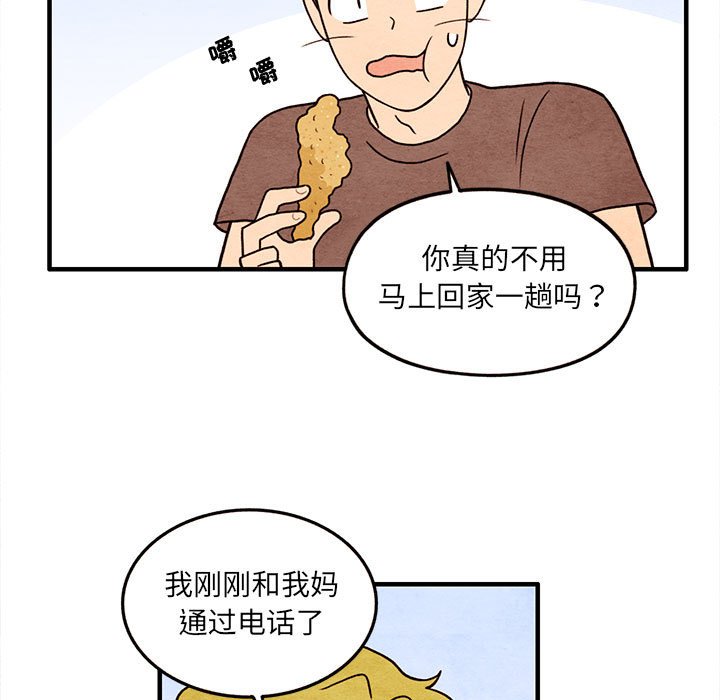 嚼
嚼
你真的不用
马上回家一趟吗？
我刚刚和我妈
通过电话了